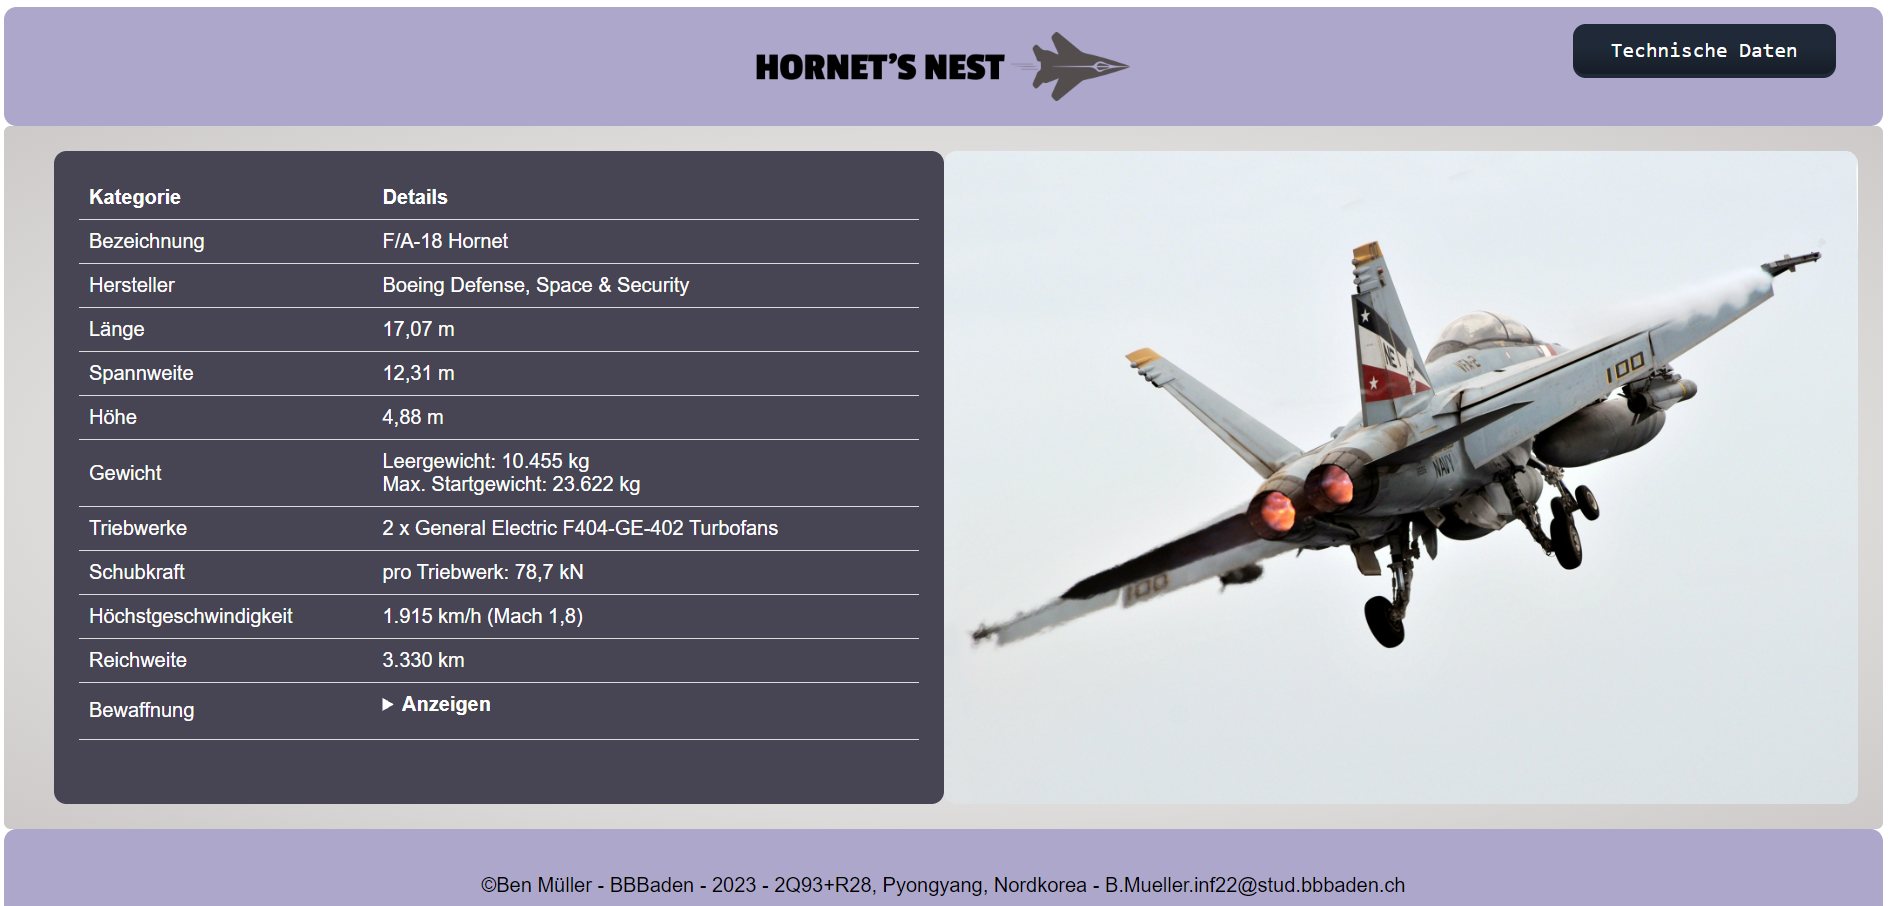 HORNET'S NEST
Technische Daten
Kategorie Details
Bezeichnung F/A-18 Hornet
Hersteller Boeing Defense, Space & Security
Länge 17,07 m
Spannweite 12,31 m
Höhe 4,88 m
Gewicht Leergewicht: 10.455 kg
Max. Startgewicht: 23.622 kg
Triebwerke 2 x General Electric F404-GE-402 Turbofans
Schubkraft pro Triebwerk: 78,7 kN
Höchstgeschwindigkeit 1.915 km/h (Mach 1,8)
Reichweite 3.330 km
Bewaffnung Anzeigen
NE
100
NAVY
100
©Ben Müller - BBBaden - 2023 - 2Q93+R28, Pyongyang, Nordkorea - B.Mueller.inf22@stud.bbbaden.ch